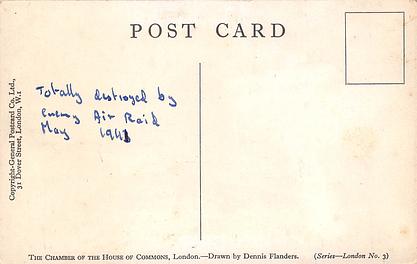 POST CARD
Copyright-General Postcard Co. Ltd.,
31 Dover Street, London, W.1
Totally destroyed by
enemy Air Raid
May 1941
THE CHAMBER OF THE HOUSE OF COMMONS, London.—Drawn by Dennis Flanders. (Series—London No. 3)